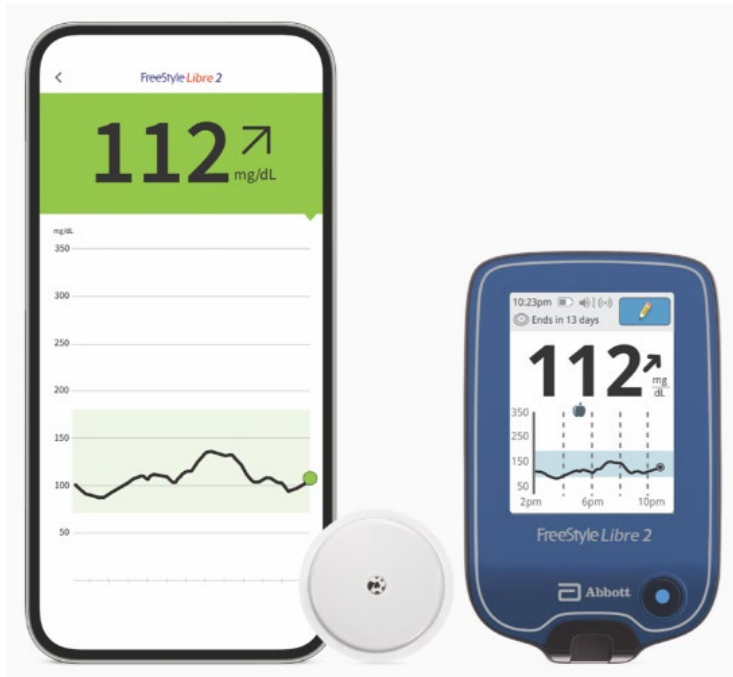 FreeStyle Libre 2
112
mg/dL
mg/dL
350
300
250
200
150
100
50
10:23pm
Ends in 13 days
112
mg
dL
350
250
150
50
2pm 6pm 10pm
FreeStyle Libre 2
Abbott